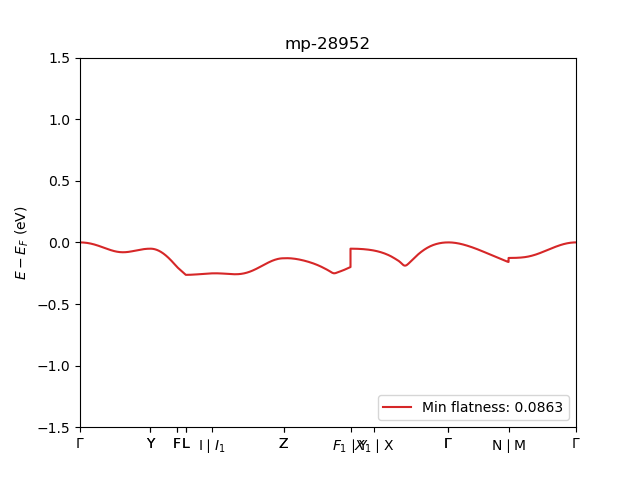 mp-28952
1.5
1.0
0.5
0.0
−0.5
−1.0
−1.5
E − E_F (eV)
Min flatness: 0.0863
Γ Y F L I | I₁ Z F₁ | Y X₁ | X Γ N | M Γ